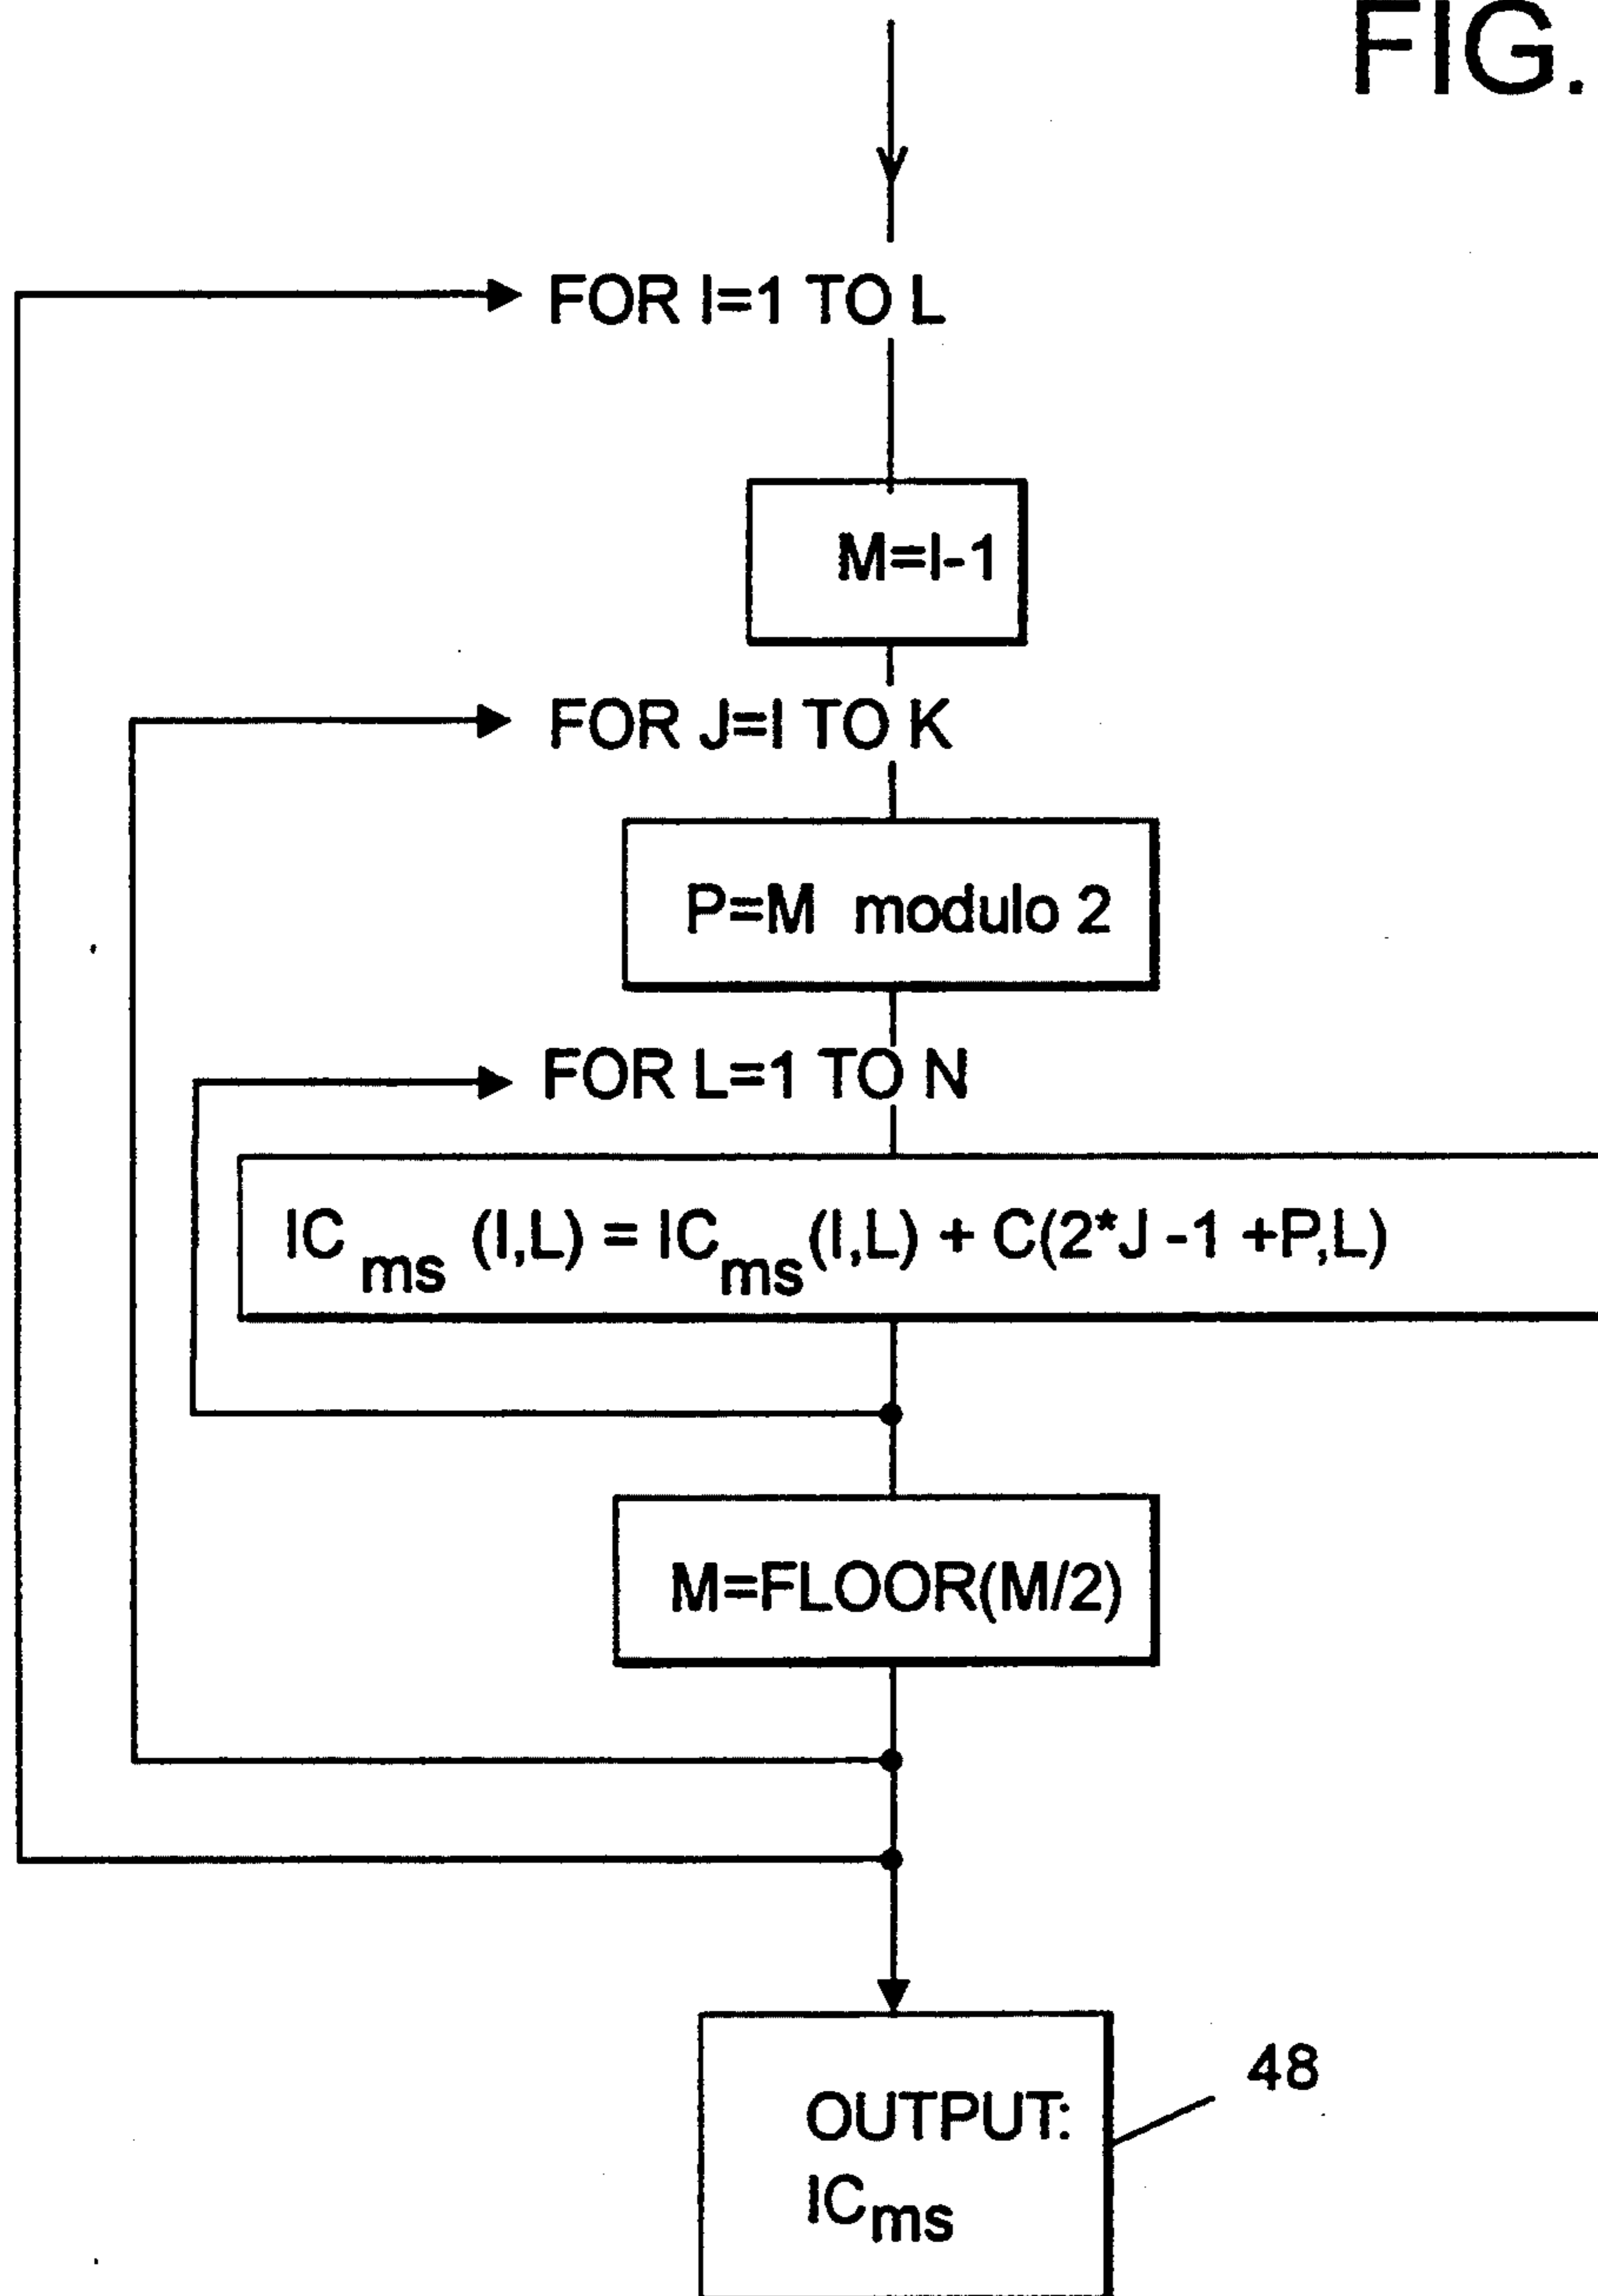 FIG.
FOR I=1 TO L
M=I-1
FOR J=I TO K
P=M modulo 2
FOR L=1 TO N
IC ms (I,L) = IC ms (I,L) + C(2*J -1 +P,L)
M=FLOOR(M/2)
48
OUTPUT:
ICms